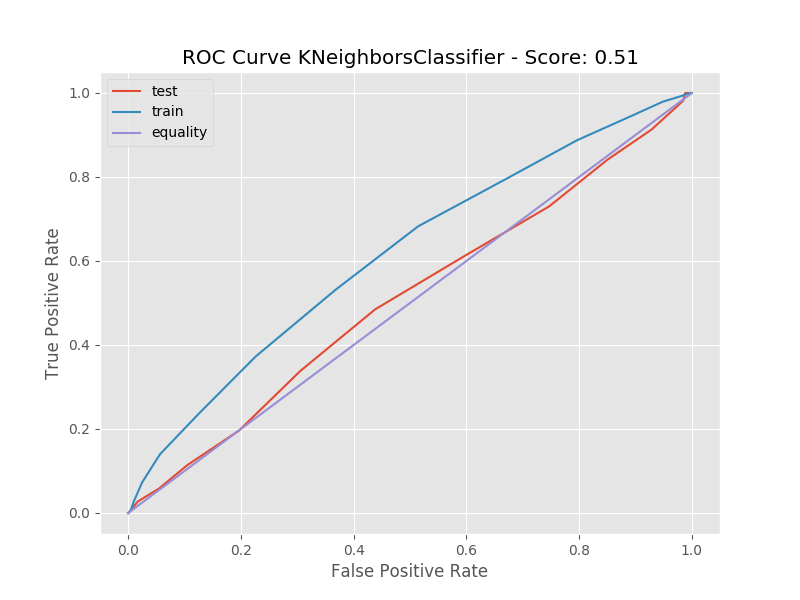 ROC Curve KNeighborsClassifier - Score: 0.51
test
train
equality
1.0
0.8
0.6
0.4
0.2
0.0
True Positive Rate
0.0 0.2 0.4 0.6 0.8 1.0
False Positive Rate